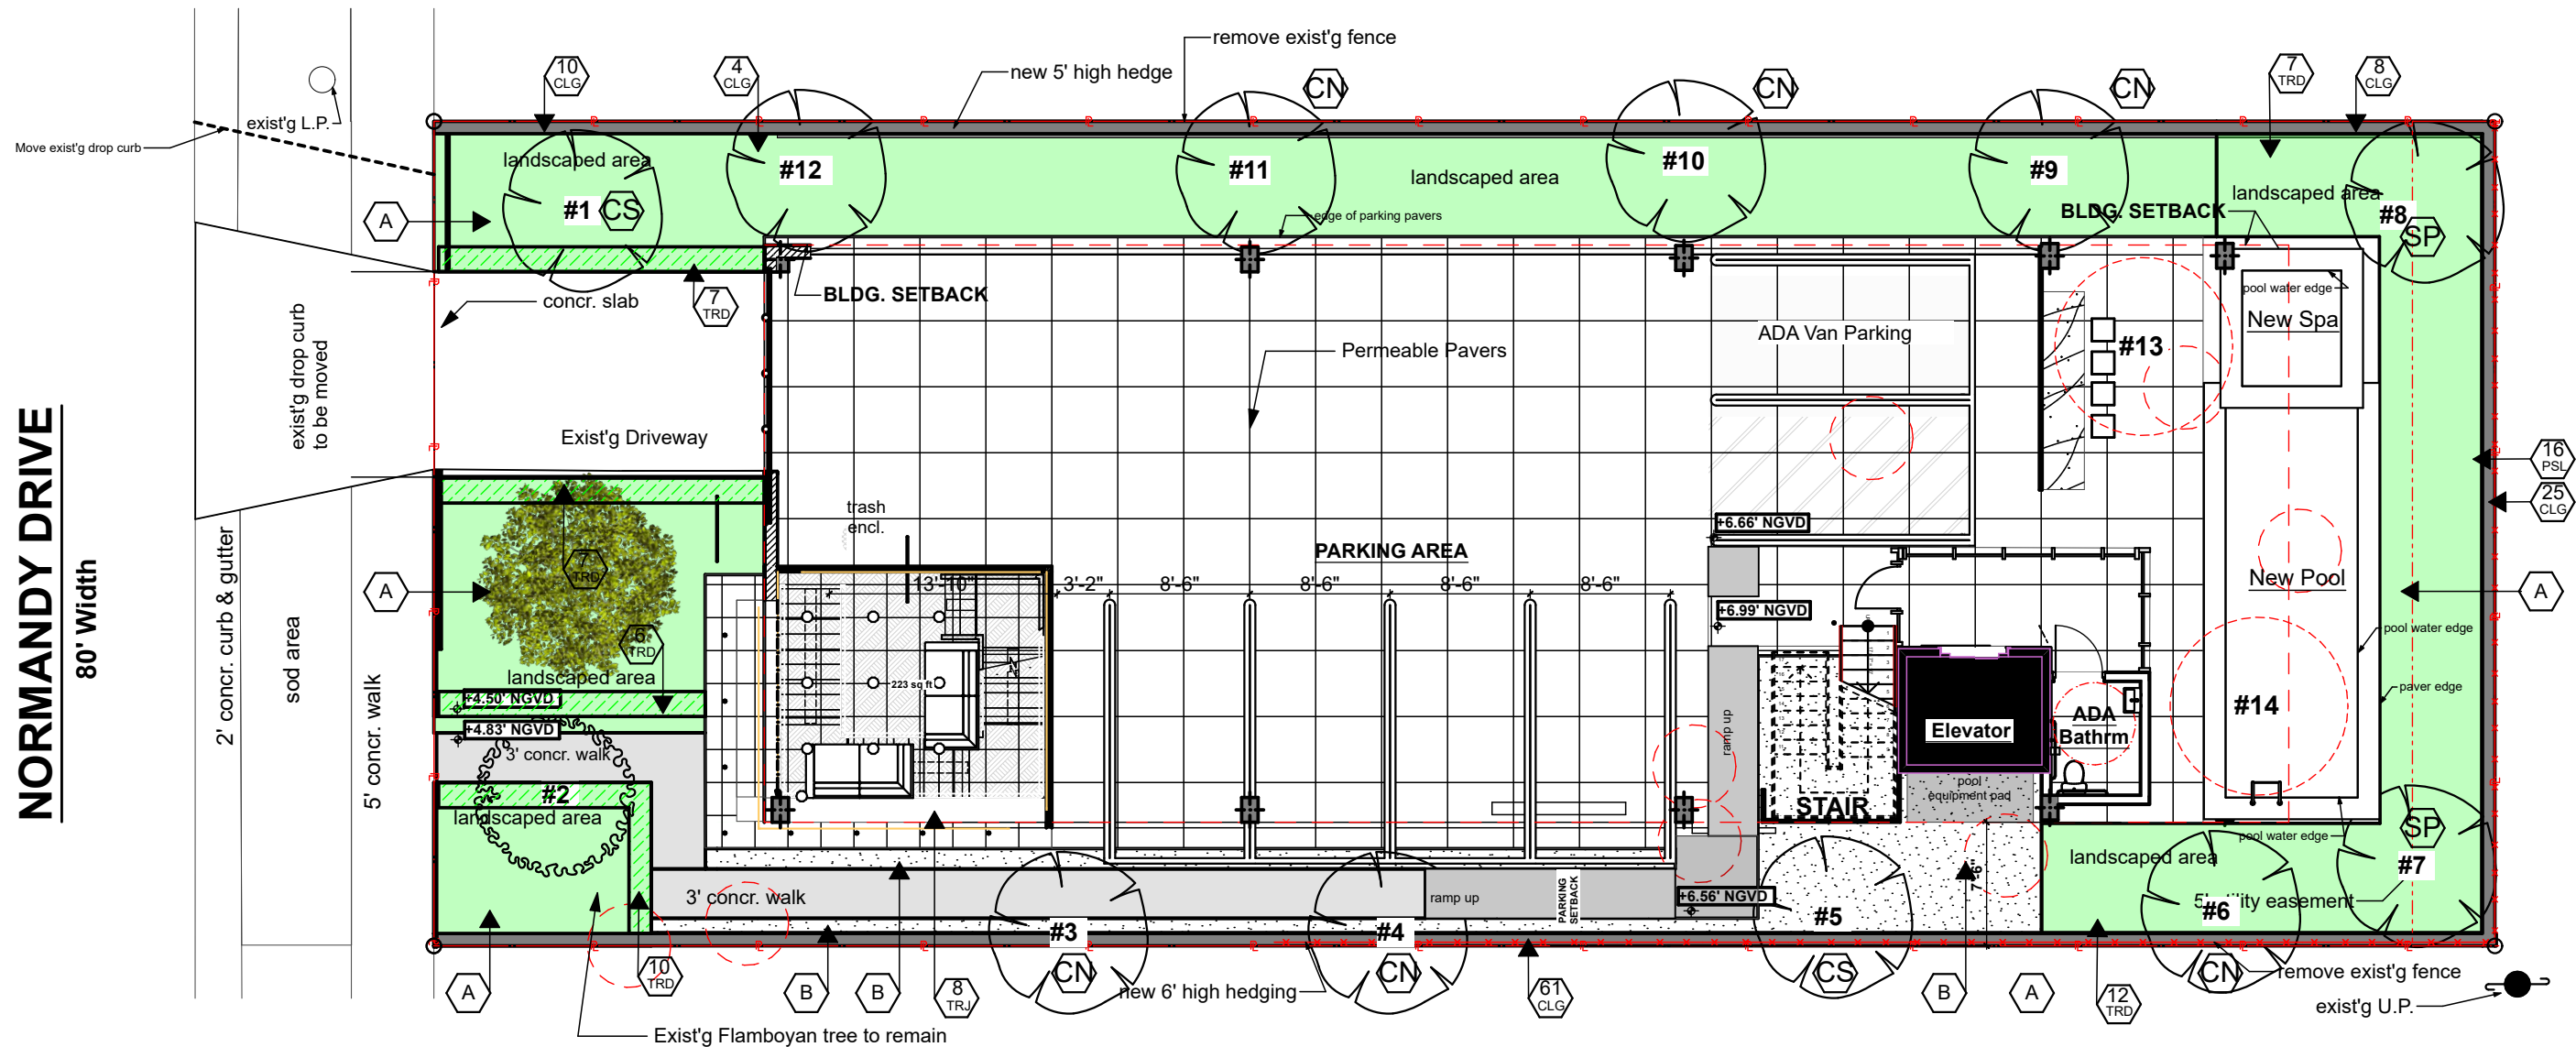 remove exist'g fence
new 5' high hedge
10
CLG
4
CLG
CN
CN
CN
7
TRD
8
CLG
exist'g L.P.
Move exist'g drop curb
landscaped area
#1
CS
#12
#11
landscaped area
#10
#9
landscaped area
#8
SP
BLDG. SETBACK
edge of parking pavers
A
concr. slab
7
TRD
BLDG. SETBACK
pool water edge
New Spa
ADA Van Parking
#13
Permeable Pavers
exist'g drop curb
to be moved
Exist'g Driveway
NORMANDY DRIVE
80' Width
16
PSL
25
CLG
trash
encl.
+6.66' NGVD
PARKING AREA
7
TRD
A
13'-10"
3'-2"
8'-6"
8'-6"
8'-6"
8'-6"
New Pool
A
+6.99' NGVD
2' concr. curb & gutter
sod area
5' concr. walk
6
TRD
landscaped area
223 sq ft
pool water edge
paver edge
+4.50' NGVD
+4.83' NGVD
3' concr. walk
ramp up
Elevator
ADA
Bathrm
#14
#2
landscaped area
STAIR
pool
equipment pad
pool water edge
SP
landscaped area
#7
7'-6"
3' concr. walk
ramp up
PARKING
SETBACK
+6.56' NGVD
5' utility easement
#3
#4
#5
#6
CN
CN
CS
CN
10
TRD
A
B
B
8
TRJ
new 6' high hedging
61
CLG
B
A
12
TRD
remove exist'g fence
exist'g U.P.
Exist'g Flamboyan tree to remain